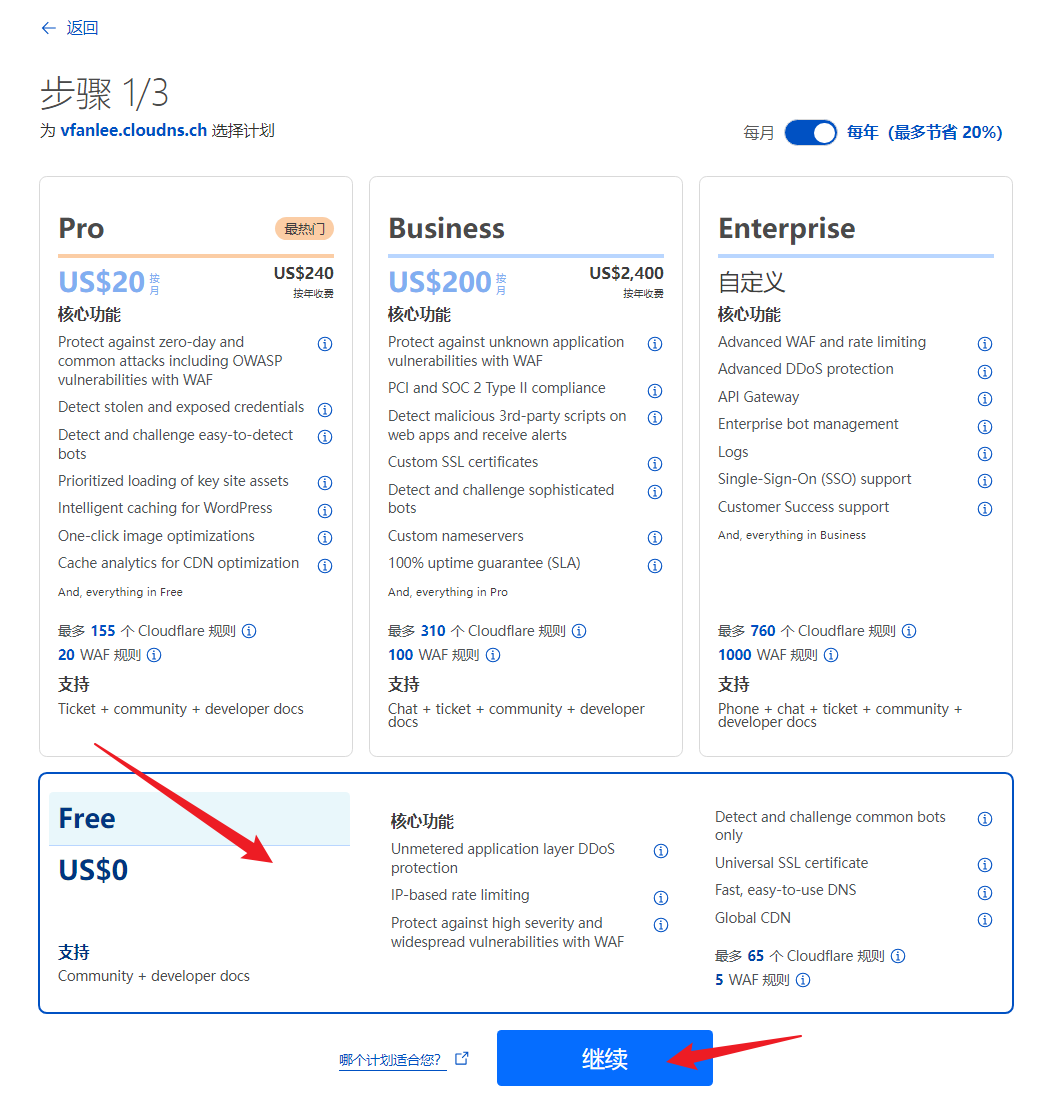 返回
步骤 1/3
为 vfanlee.cloudns.ch 选择计划
每月 每年（最多节省 20%）
Pro
最热门
US$20 按月
US$240
按年收费
核心功能
Protect against zero-day and
common attacks including OWASP
vulnerabilities with WAF
Detect stolen and exposed credentials
Detect and challenge easy-to-detect
bots
Prioritized loading of key site assets
Intelligent caching for WordPress
One-click image optimizations
Cache analytics for CDN optimization
And, everything in Free
最多 155 个 Cloudflare 规则
20 WAF 规则
支持
Ticket + community + developer docs
Business
US$200 按月
US$2,400
按年收费
核心功能
Protect against unknown application
vulnerabilities with WAF
PCI and SOC 2 Type II compliance
Detect malicious 3rd-party scripts on
web apps and receive alerts
Custom SSL certificates
Detect and challenge sophisticated
bots
Custom nameservers
100% uptime guarantee (SLA)
And, everything in Pro
最多 310 个 Cloudflare 规则
100 WAF 规则
支持
Chat + ticket + community + developer
docs
Enterprise
自定义
核心功能
Advanced WAF and rate limiting
Advanced DDoS protection
API Gateway
Enterprise bot management
Logs
Single-Sign-On (SSO) support
Customer Success support
And, everything in Business
最多 760 个 Cloudflare 规则
1000 WAF 规则
支持
Phone + chat + ticket + community +
developer docs
Free
US$0
支持
Community + developer docs
核心功能
Unmetered application layer DDoS
protection
IP-based rate limiting
Protect against high severity and
widespread vulnerabilities with WAF
Detect and challenge common bots
only
Universal SSL certificate
Fast, easy-to-use DNS
Global CDN
最多 65 个 Cloudflare 规则
5 WAF 规则
哪个计划适合您？
继续